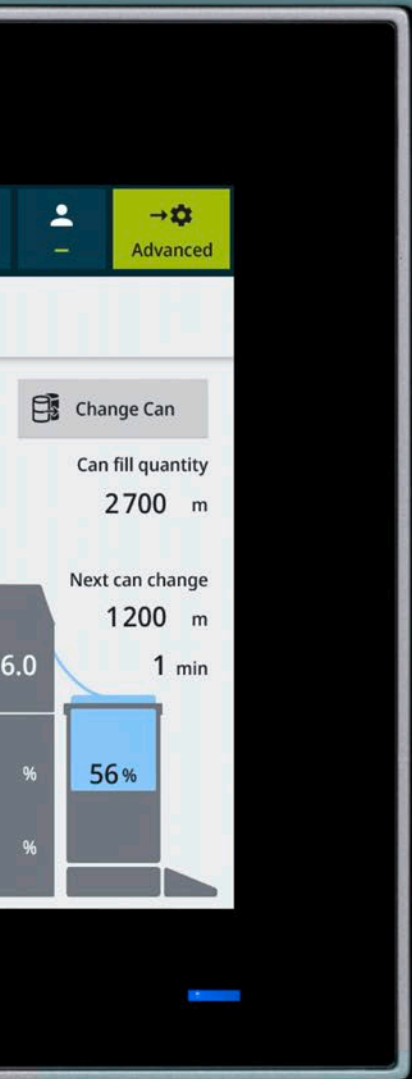 Advanced
Change Can
Can fill quantity
2700 m
Next can change
1200 m
6.0
1 min
%
56%
%